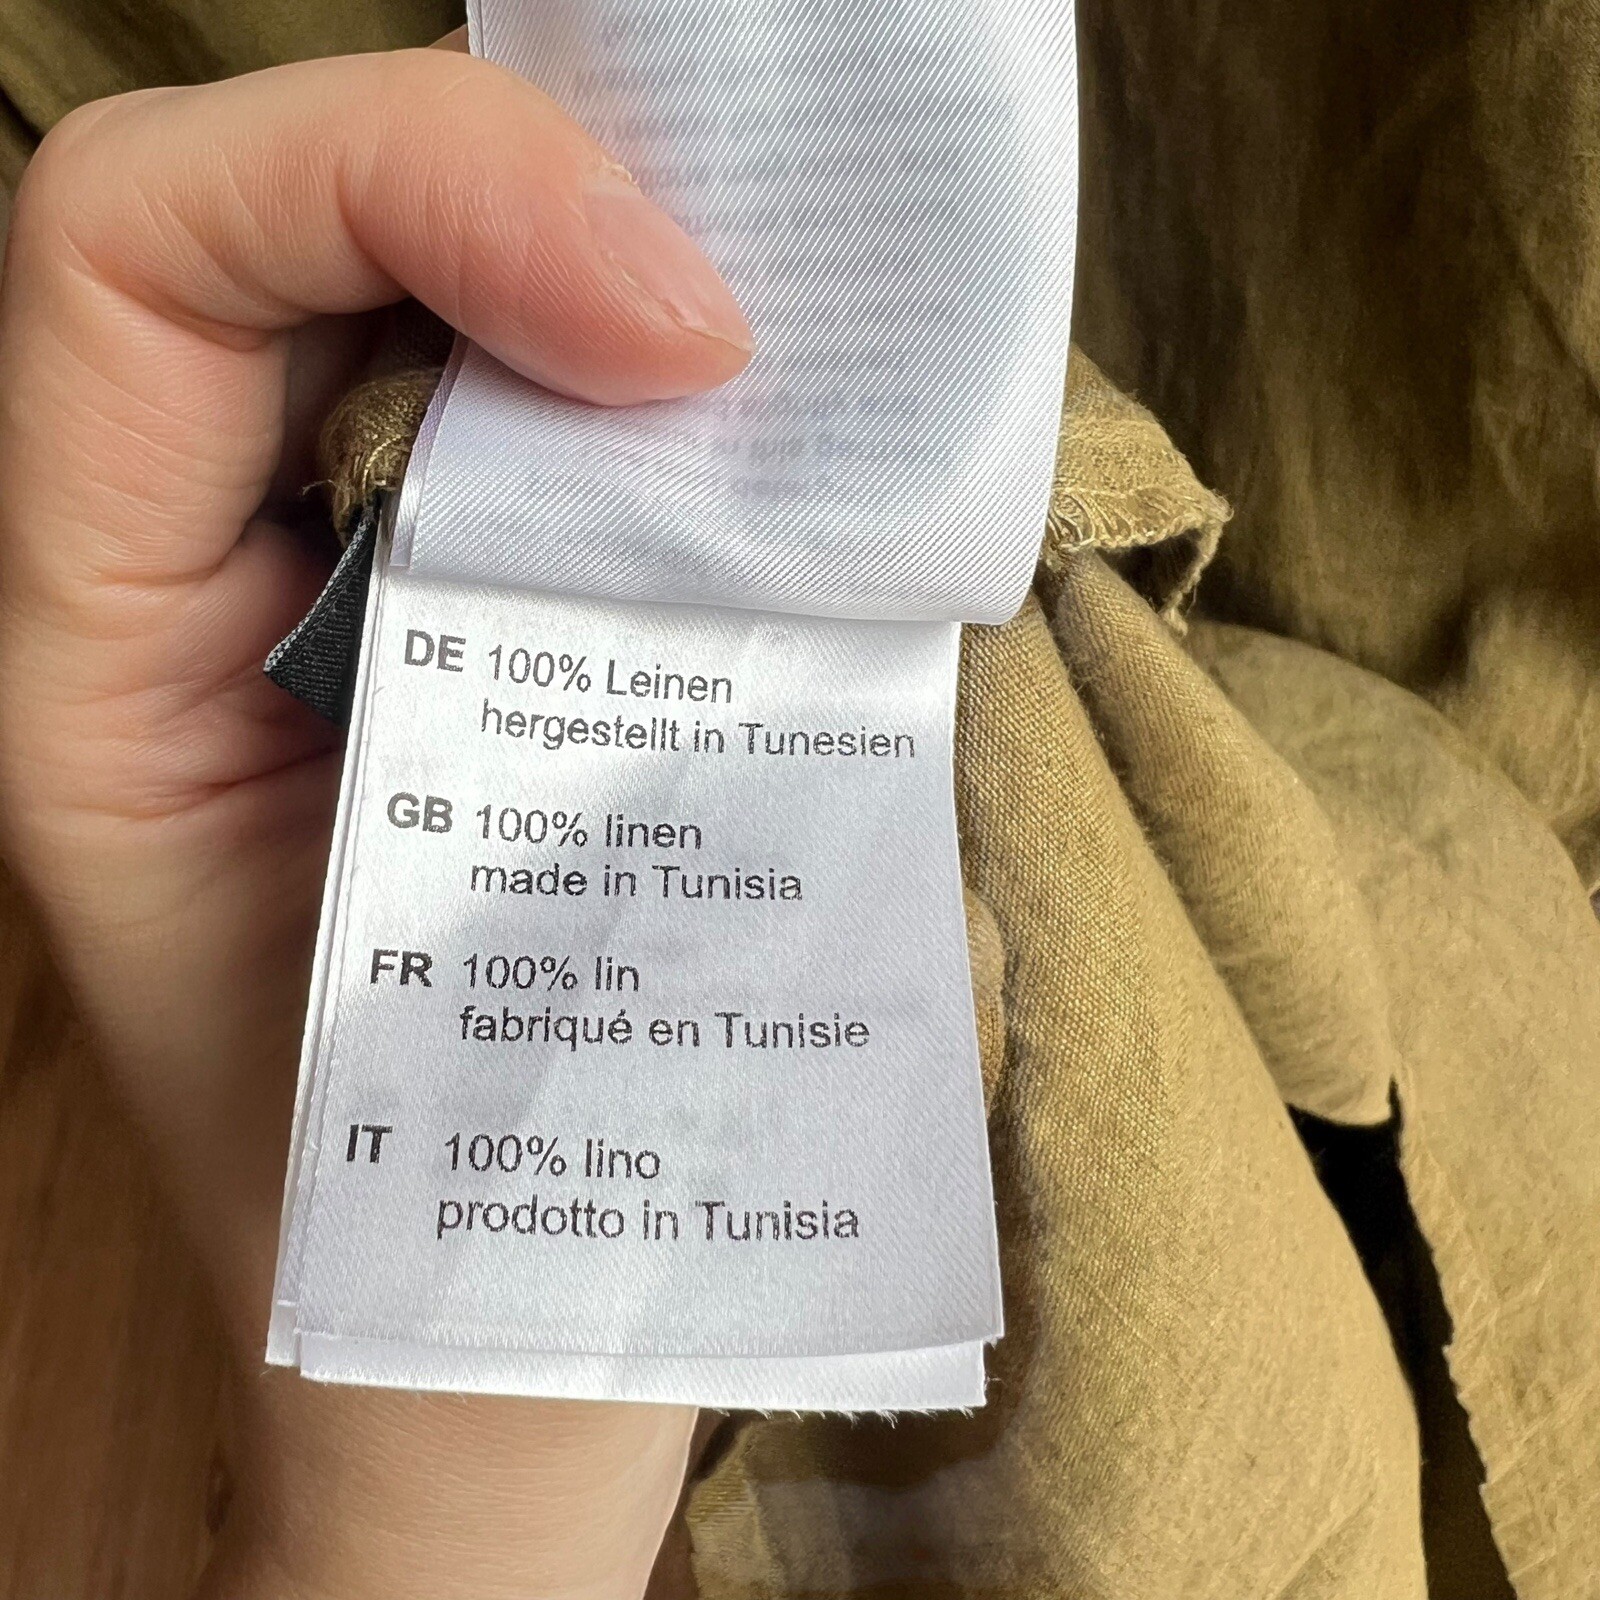 DE 100% Leinen
hergestellt in Tunesien
GB 100% linen
made in Tunisia
FR 100% lin
fabriqué en Tunisie
IT 100% lino
prodotto in Tunisia